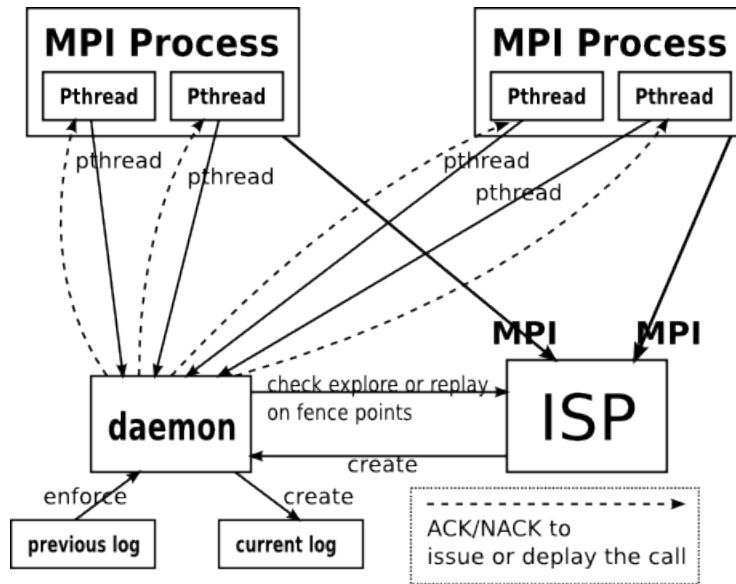 MPI Process
MPI Process
Pthread
Pthread
Pthread
Pthread
pthread
pthread
pthread
pthread
MPI
MPI
daemon
check explore or replay
on fence points
ISP
create
enforce
create
previous log
current log
ACK/NACK to
issue or deplay the call